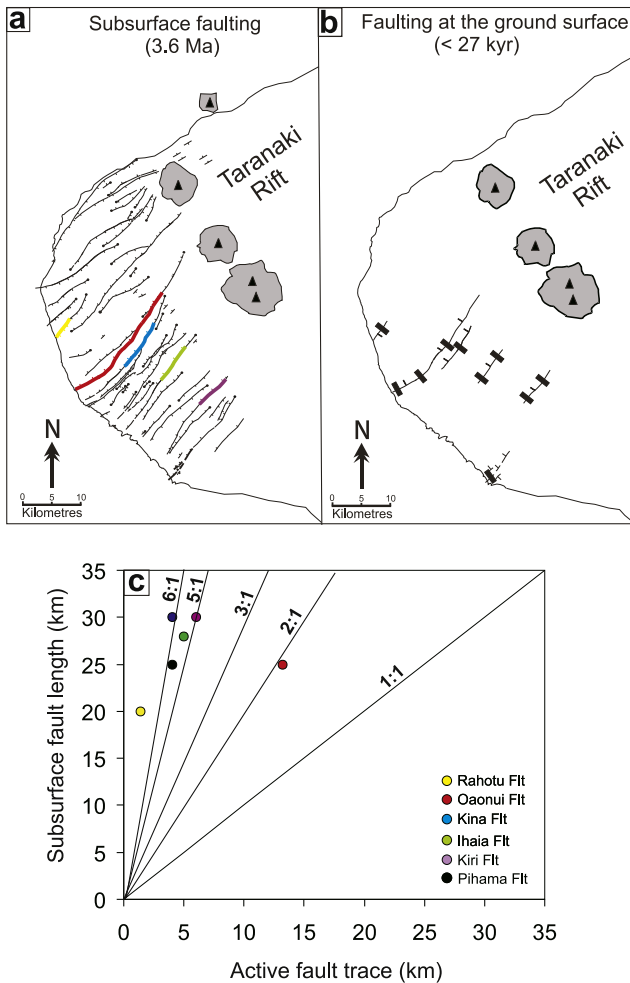 a
Subsurface faulting
(3.6 Ma)
Taranaki
Rift
N
0 5 10
Kilometres
b
Faulting at the ground surface
(< 27 kyr)
Taranaki
Rift
N
0 5 10
Kilometres
c
6:1
5:1
3:1
2:1
1:1
Subsurface fault length (km)
35
30
25
20
15
10
5
0
Rahotu Flt
Oaonui Flt
Kina Flt
Ihaia Flt
Kiri Flt
Pihama Flt
0 5 10 15 20 25 30 35
Active fault trace (km)